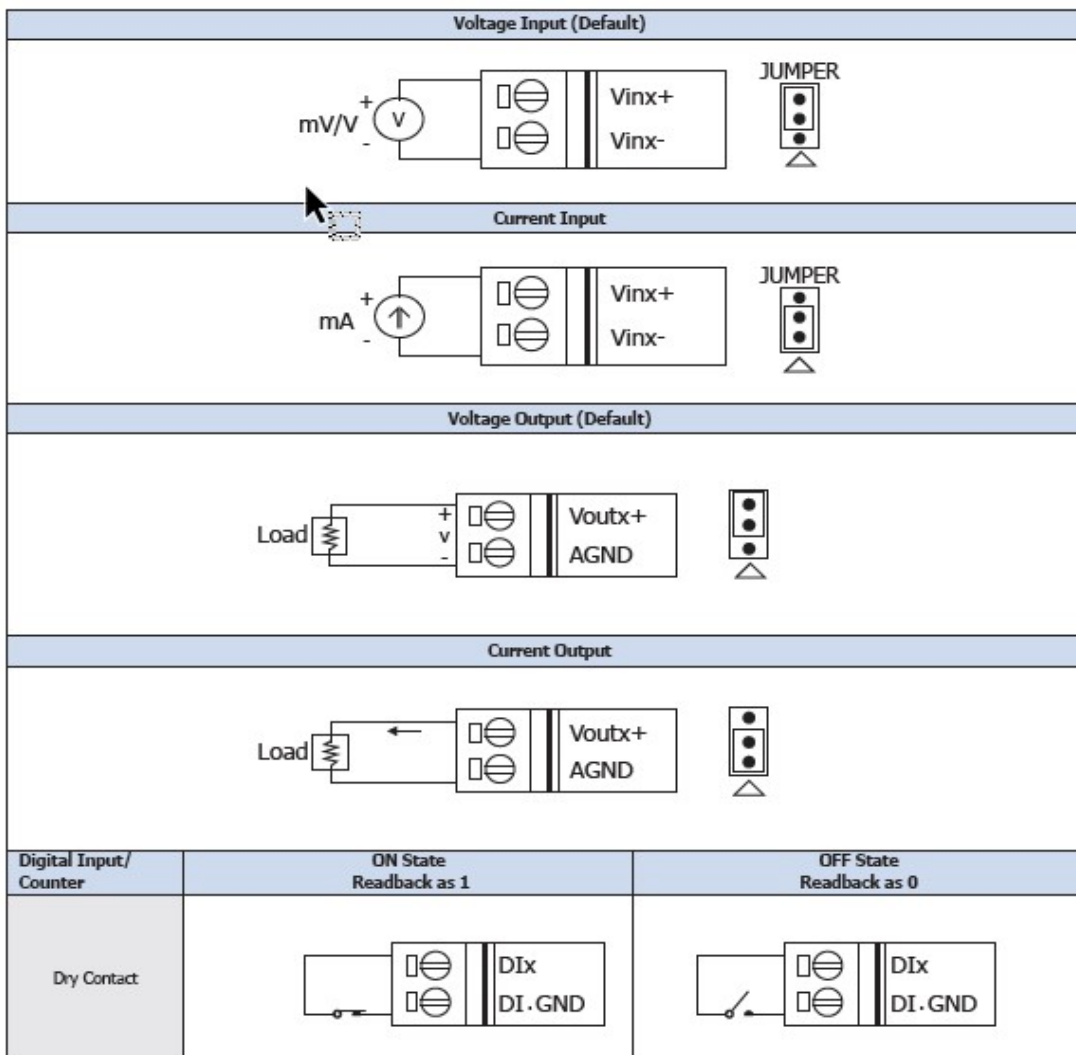 Voltage Input (Default)
JUMPER
+
mV/V
V
-
Vinx+
Vinx-
Current Input
JUMPER
+
mA
-
Vinx+
Vinx-
Voltage Output (Default)
Load
+
v
-
Voutx+
AGND
Current Output
Load
Voutx+
AGND
Digital Input/
Counter
ON State
Readback as 1
OFF State
Readback as 0
Dry Contact
DIx
DI.GND
DIx
DI.GND